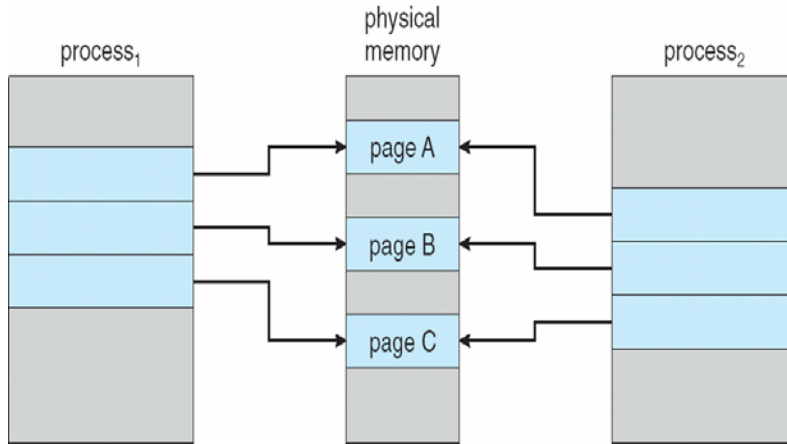 process₁
physical
memory
process₂
page A
page B
page C